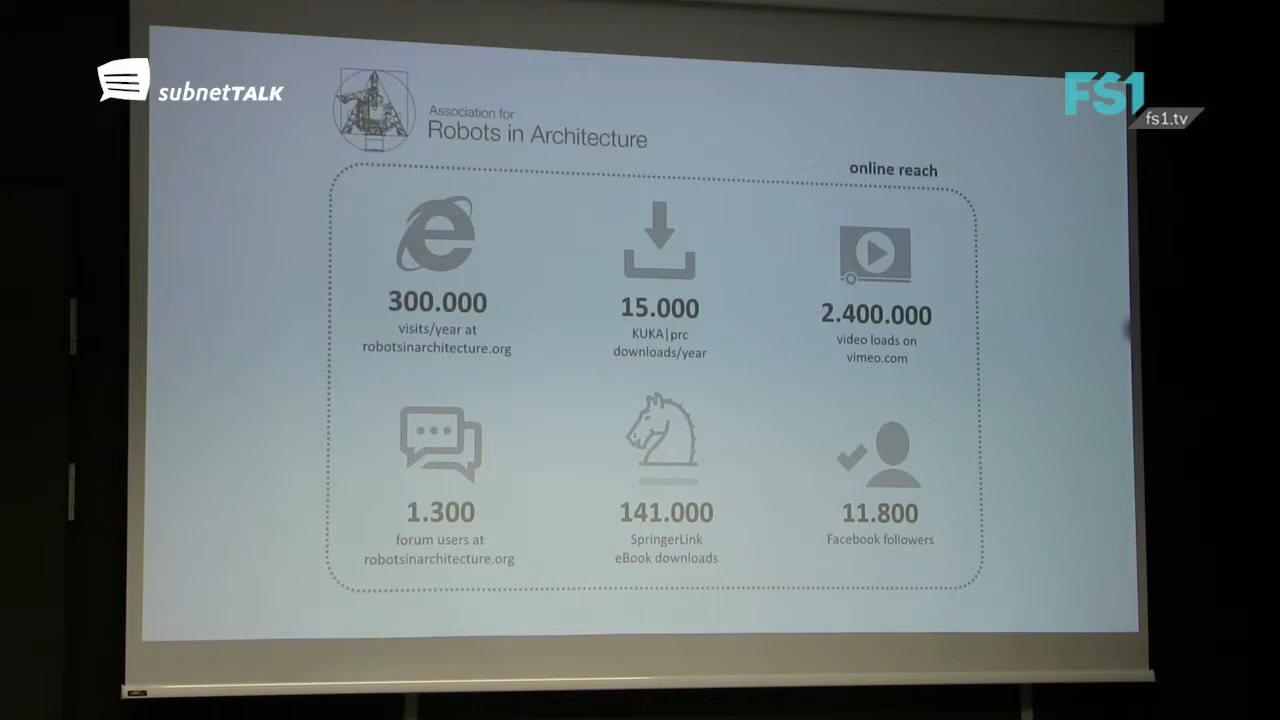 subnetTALK
FS1
fs1.tv
Association for
Robots in Architecture
online reach
300.000
visits/year at
robotsinarchitecture.org
15.000
KUKA|prc
downloads/year
2.400.000
video loads on
vimeo.com
1.300
forum users at
robotsinarchitecture.org
141.000
SpringerLink
eBook downloads
11.800
Facebook followers